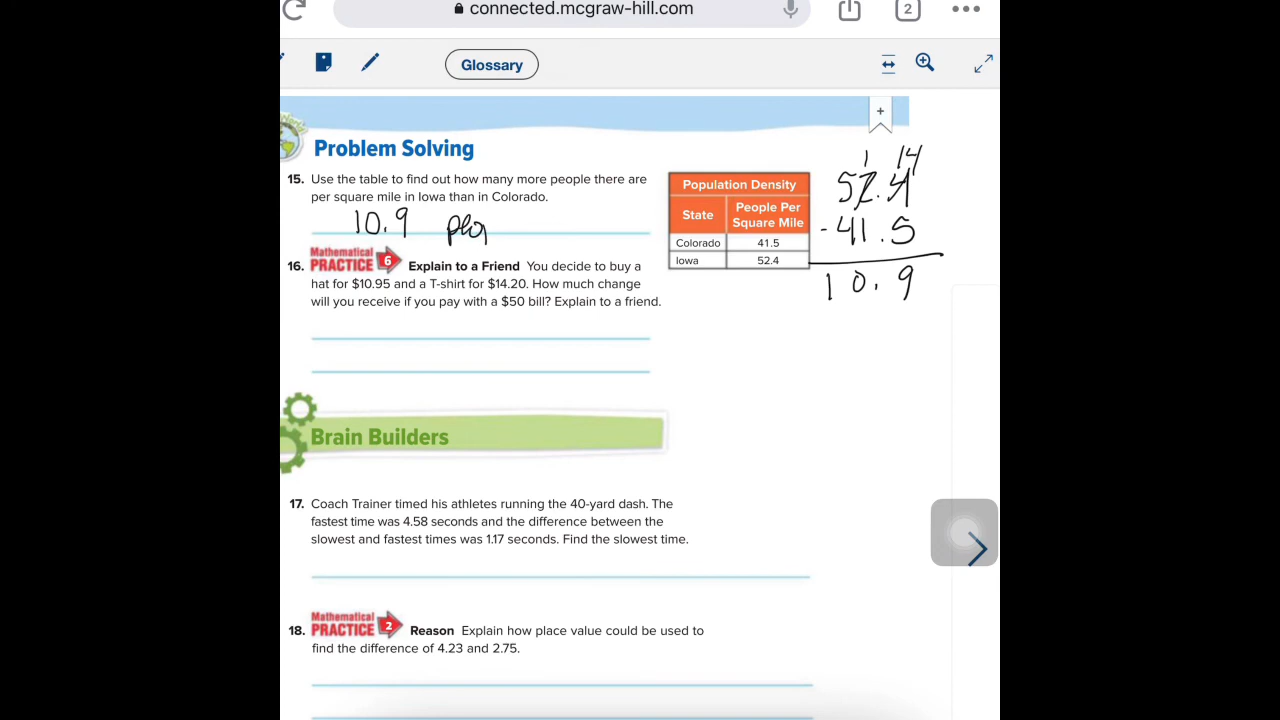 connected.mcgraw-hill.com
2
Glossary
+
Problem Solving
15. Use the table to find out how many more people there are
per square mile in Iowa than in Colorado.
10.9
Population Density
State People Per Square Mile
Colorado 41.5
Iowa 52.4
1 14
52.4
- 41.5
10.9
Mathematical
16. PRACTICE 6 Explain to a Friend You decide to buy a
hat for $10.95 and a T-shirt for $14.20. How much change
will you receive if you pay with a $50 bill? Explain to a friend.
Brain Builders
17. Coach Trainer timed his athletes running the 40-yard dash. The
fastest time was 4.58 seconds and the difference between the
slowest and fastest times was 1.17 seconds. Find the slowest time.
Mathematical
18. PRACTICE 2 Reason Explain how place value could be used to
find the difference of 4.23 and 2.75.